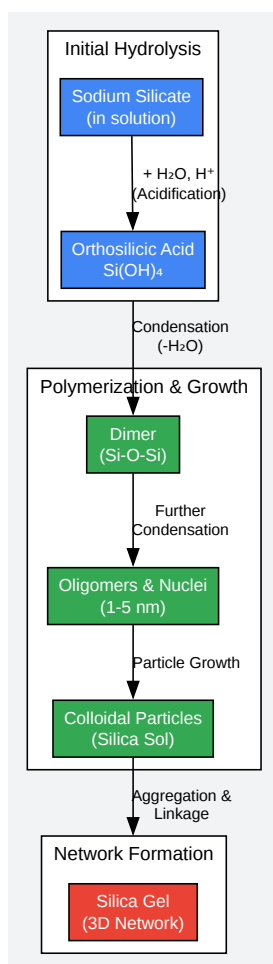 Initial Hydrolysis
Sodium Silicate
(in solution)
+ H₂O, H⁺
(Acidification)
Orthosilicic Acid
Si(OH)₄
Condensation
(-H₂O)
Polymerization & Growth
Dimer
(Si-O-Si)
Further
Condensation
Oligomers & Nuclei
(1-5 nm)
Particle Growth
Colloidal Particles
(Silica Sol)
Aggregation &
Linkage
Network Formation
Silica Gel
(3D Network)